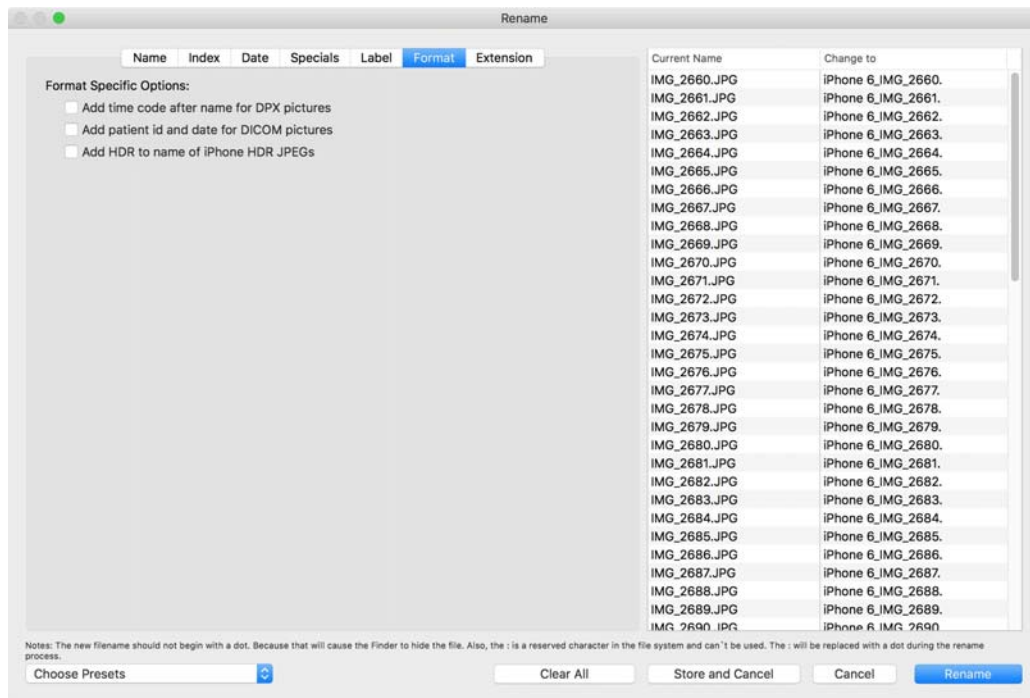 Rename
Name Index Date Specials Label Format Extension
Format Specific Options:
Add time code after name for DPX pictures
Add patient id and date for DICOM pictures
Add HDR to name of iPhone HDR JPEGs
Current Name Change to
IMG_2660.JPG iPhone 6_IMG_2660.
IMG_2661.JPG iPhone 6_IMG_2661.
IMG_2662.JPG iPhone 6_IMG_2662.
IMG_2663.JPG iPhone 6_IMG_2663.
IMG_2664.JPG iPhone 6_IMG_2664.
IMG_2665.JPG iPhone 6_IMG_2665.
IMG_2666.JPG iPhone 6_IMG_2666.
IMG_2667.JPG iPhone 6_IMG_2667.
IMG_2668.JPG iPhone 6_IMG_2668.
IMG_2669.JPG iPhone 6_IMG_2669.
IMG_2670.JPG iPhone 6_IMG_2670.
IMG_2671.JPG iPhone 6_IMG_2671.
IMG_2672.JPG iPhone 6_IMG_2672.
IMG_2673.JPG iPhone 6_IMG_2673.
IMG_2674.JPG iPhone 6_IMG_2674.
IMG_2675.JPG iPhone 6_IMG_2675.
IMG_2676.JPG iPhone 6_IMG_2676.
IMG_2677.JPG iPhone 6_IMG_2677.
IMG_2678.JPG iPhone 6_IMG_2678.
IMG_2679.JPG iPhone 6_IMG_2679.
IMG_2680.JPG iPhone 6_IMG_2680.
IMG_2681.JPG iPhone 6_IMG_2681.
IMG_2682.JPG iPhone 6_IMG_2682.
IMG_2683.JPG iPhone 6_IMG_2683.
IMG_2684.JPG iPhone 6_IMG_2684.
IMG_2685.JPG iPhone 6_IMG_2685.
IMG_2686.JPG iPhone 6_IMG_2686.
IMG_2687.JPG iPhone 6_IMG_2687.
IMG_2688.JPG iPhone 6_IMG_2688.
IMG_2689.JPG iPhone 6_IMG_2689.
IMG_2690.JPG iPhone 6_IMG_2690
Notes: The new filename should not begin with a dot. Because that will cause the Finder to hide the file. Also, the : is a reserved character in the file system and can`t be used. The : will be replaced with a dot during the rename
process.
Choose Presets Clear All Store and Cancel Cancel Rename